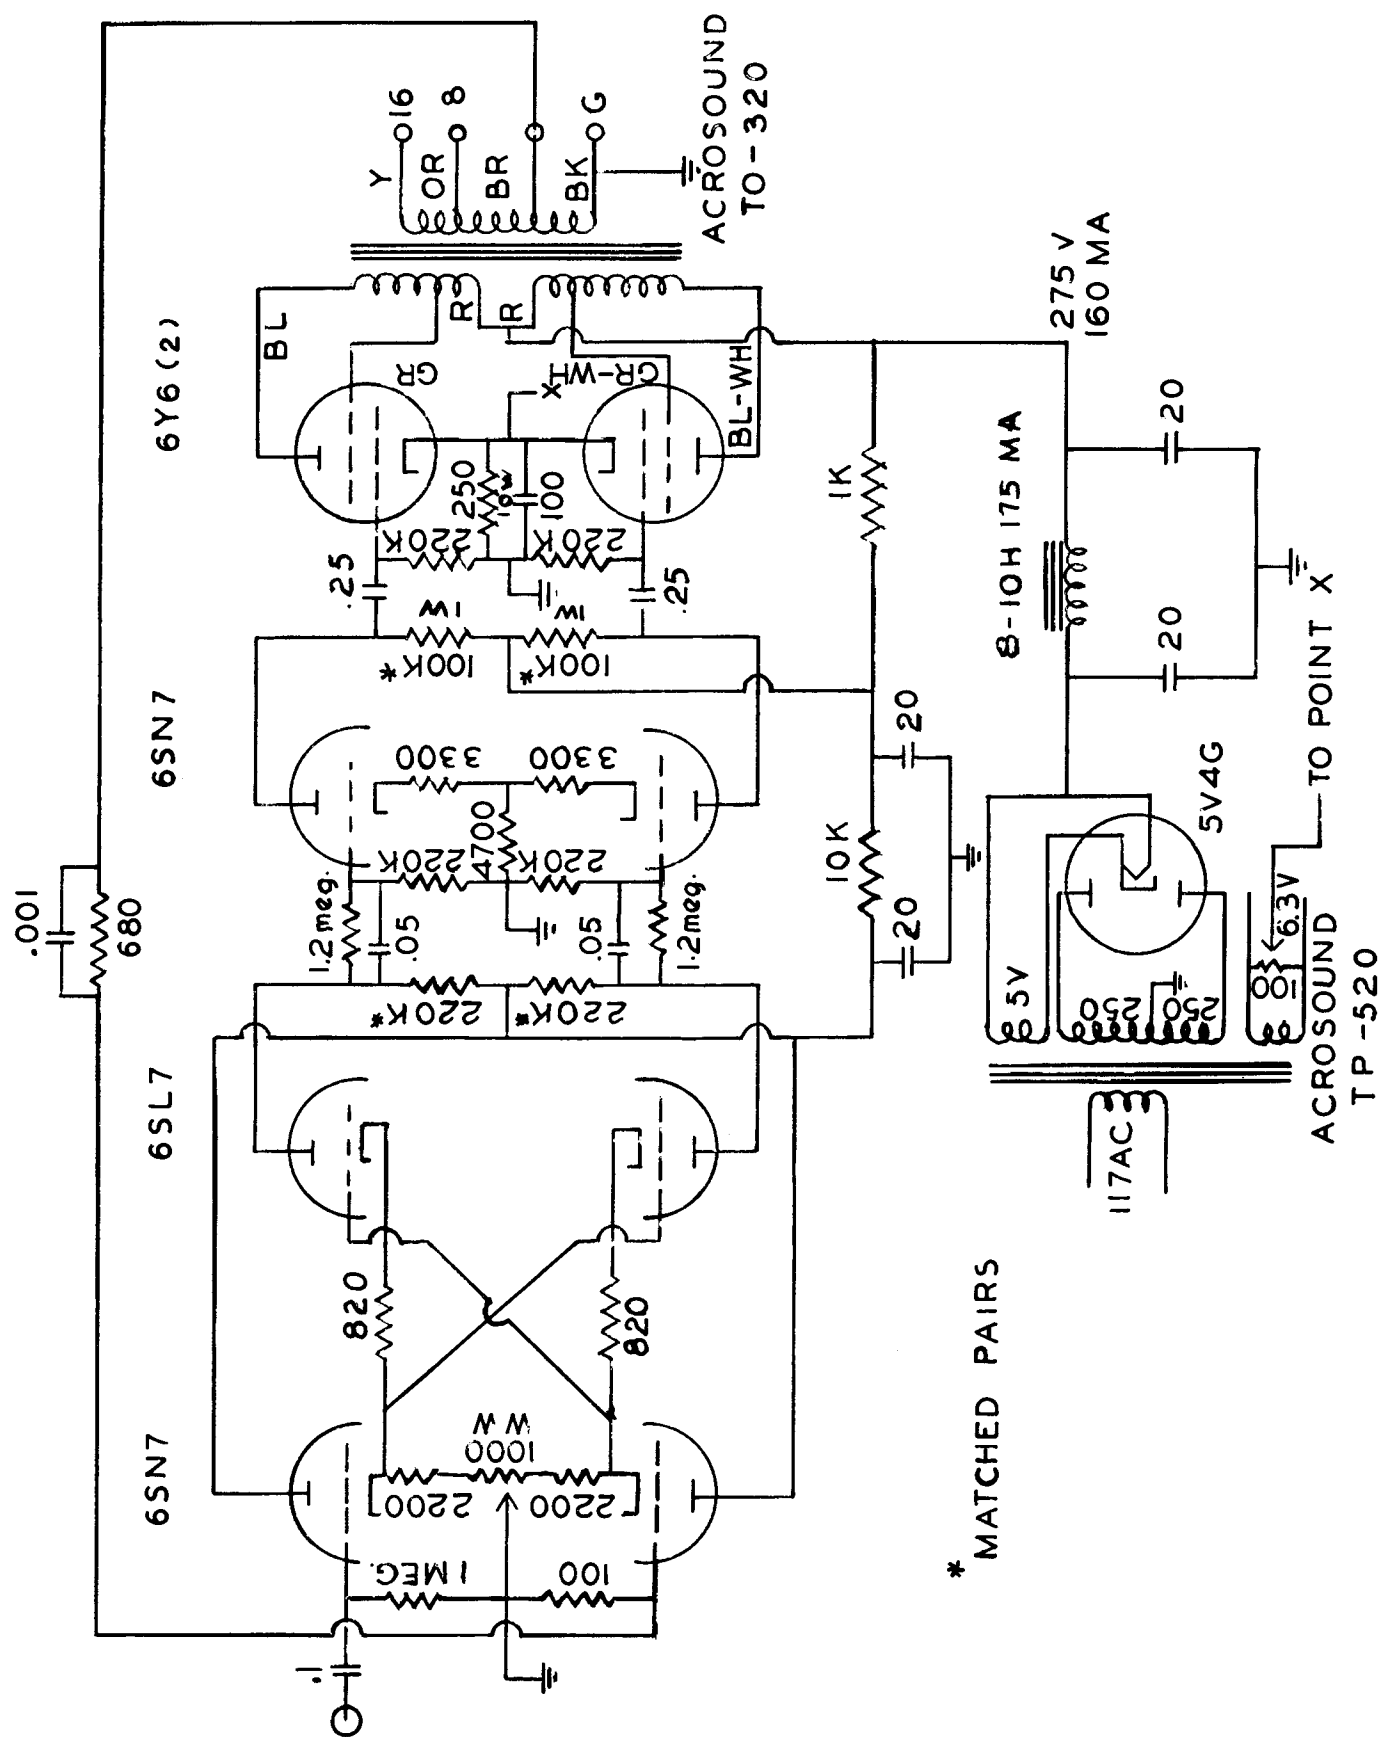 .001
680
6SN7
6SL7
6SN7
6Y6 (2)
.1
1 MEG.
100
2200
1000
WW
2200
820
820
220K*
220K*
1.2 meg.
.05
.05
1.2 meg.
220K
4700
220K
3300
3300
100K*
1W
100K*
1W
.25
.25
220K
220K
250
10W
100
X
BL
GR
GR-WH
BL-WH
R
R
Y
OR
BR
BK
16
8
G
ACROSOUND
TO-320
10K
1K
20
20
275 V
160 MA
8-10H 175 MA
20
20
5V4G
5V
250
250
100
6.3V
TO POINT X
117AC
ACROSOUND
TP-520
*
MATCHED PAIRS